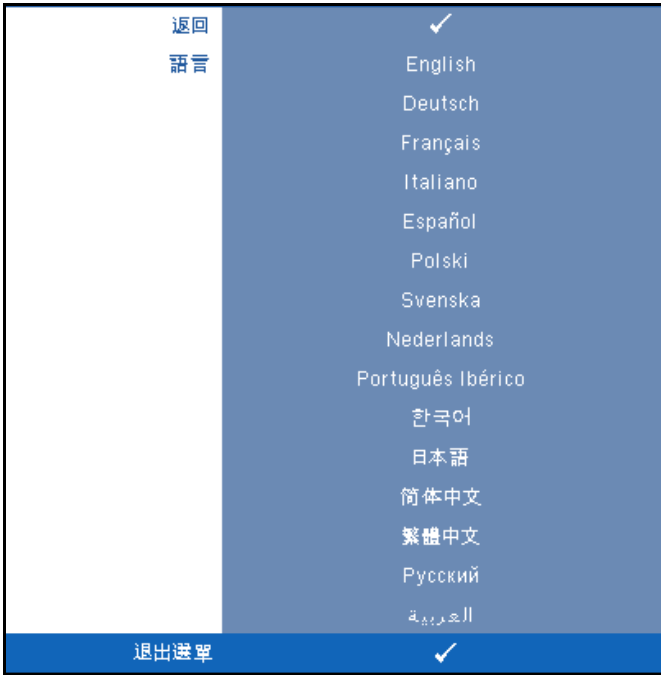 返回 ✓
語言 English
Deutsch
Français
Italiano
Español
Polski
Svenska
Nederlands
Português Ibérico
한국어
日本語
简体中文
繁體中文
Русский
العربية
退出選單 ✓